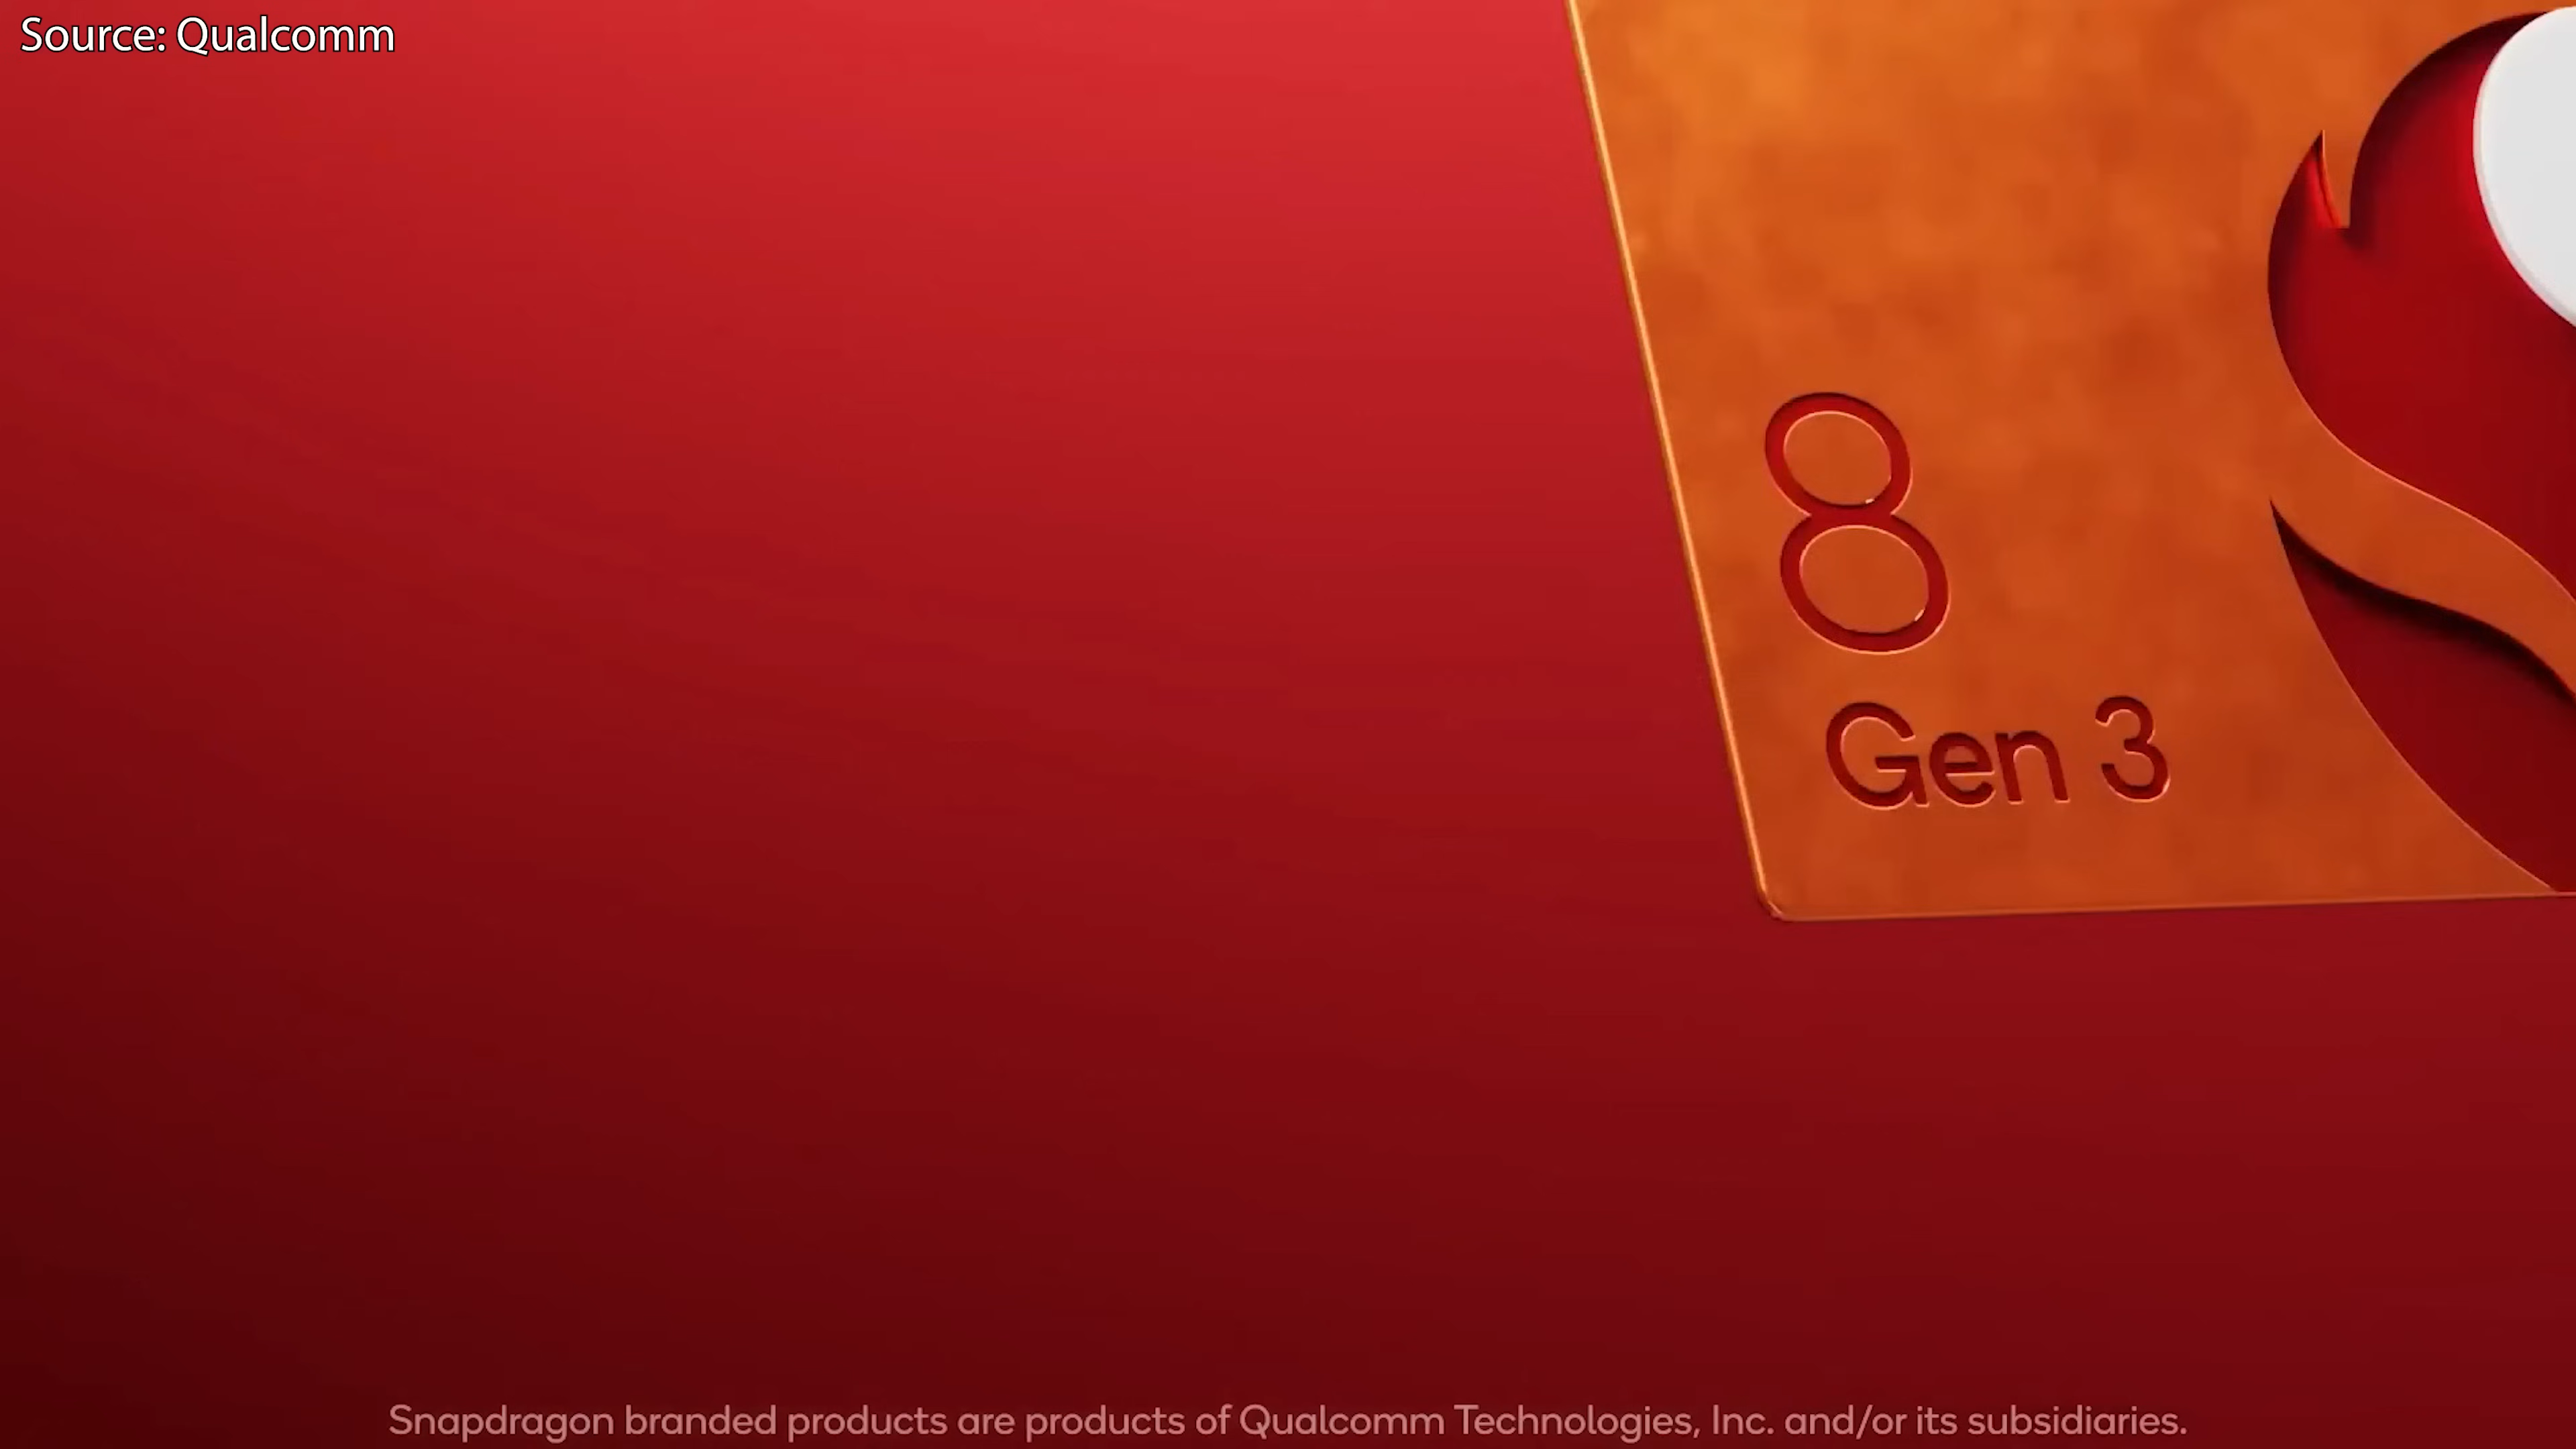 Source: Qualcomm
8
Gen 3
Snapdragon branded products are products of Qualcomm Technologies, Inc. and/or its subsidiaries.